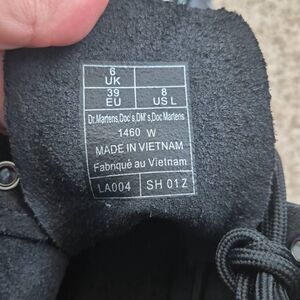 6
UK
39 8
EU US L
Dr.Martens,Doc's,DM's,Doc Martens
1460 W
MADE IN VIETNAM
Fabriqué au Vietnam
LA004 SH 01Z